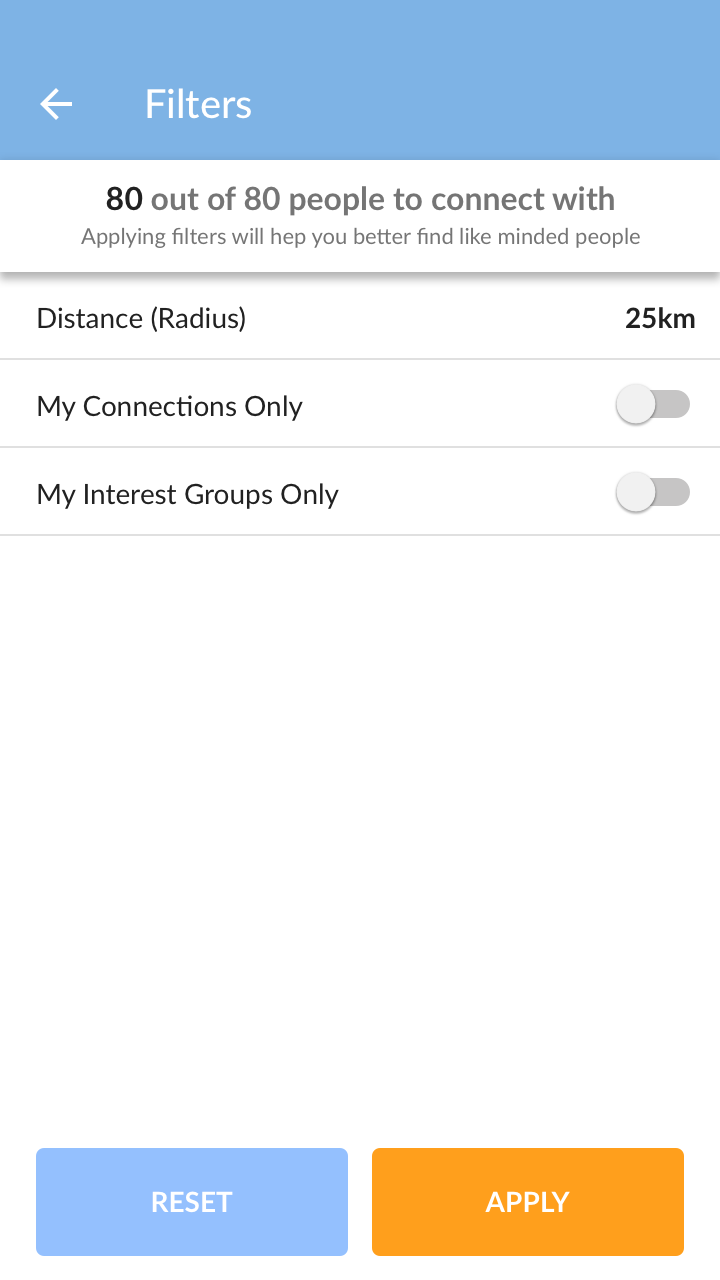 Filters
80 out of 80 people to connect with
Applying filters will hep you better find like minded people
Distance (Radius) 25km
My Connections Only
My Interest Groups Only
RESET APPLY